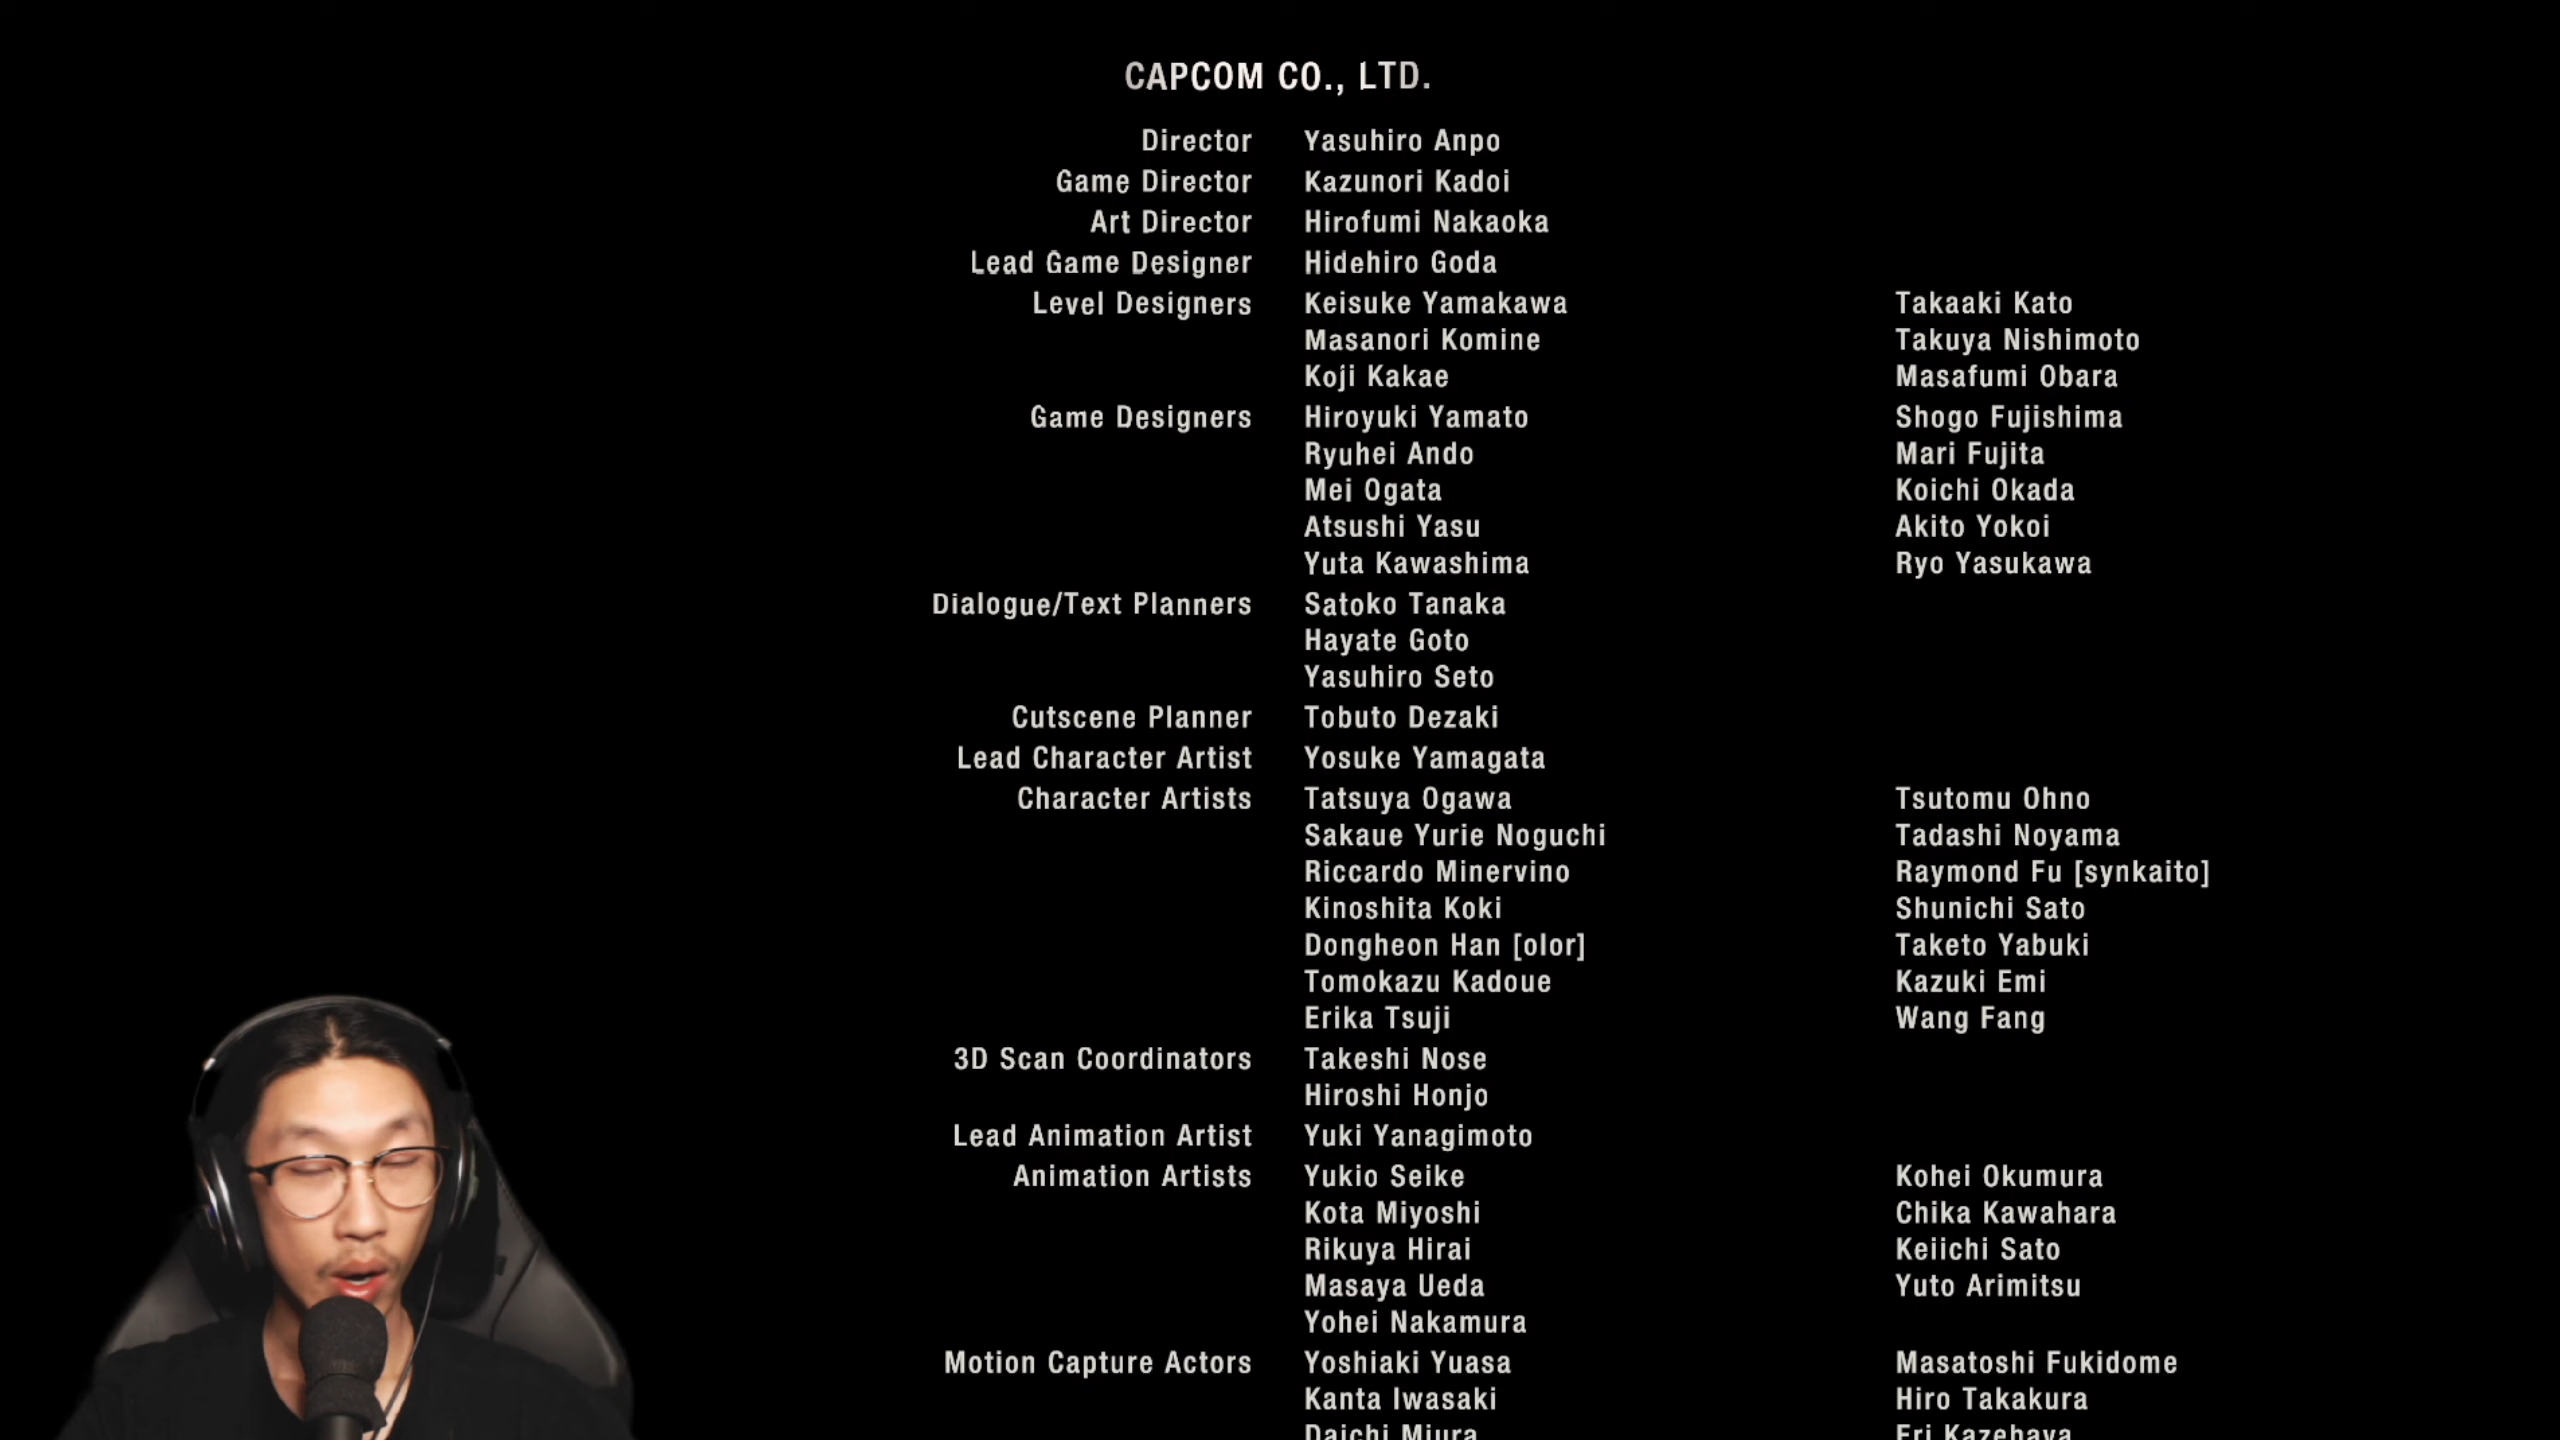 CAPCOM CO., LTD.
Director Yasuhiro Anpo
Game Director Kazunori Kadoi
Art Director Hirofumi Nakaoka
Lead Game Designer Hidehiro Goda
Level Designers Keisuke Yamakawa Takaaki Kato
Masanori Komine Takuya Nishimoto
Koji Kakae Masafumi Obara
Game Designers Hiroyuki Yamato Shogo Fujishima
Ryuhei Ando Mari Fujita
Mei Ogata Koichi Okada
Atsushi Yasu Akito Yokoi
Yuta Kawashima Ryo Yasukawa
Dialogue/Text Planners Satoko Tanaka
Hayate Goto
Yasuhiro Seto
Cutscene Planner Tobuto Dezaki
Lead Character Artist Yosuke Yamagata
Character Artists Tatsuya Ogawa Tsutomu Ohno
Sakaue Yurie Noguchi Tadashi Noyama
Riccardo Minervino Raymond Fu [synkaito]
Kinoshita Koki Shunichi Sato
Dongheon Han [olor] Taketo Yabuki
Tomokazu Kadoue Kazuki Emi
Erika Tsuji Wang Fang
3D Scan Coordinators Takeshi Nose
Hiroshi Honjo
Lead Animation Artist Yuki Yanagimoto
Animation Artists Yukio Seike Kohei Okumura
Kota Miyoshi Chika Kawahara
Rikuya Hirai Keiichi Sato
Masaya Ueda Yuto Arimitsu
Yohei Nakamura
Motion Capture Actors Yoshiaki Yuasa Masatoshi Fukidome
Kanta Iwasaki Hiro Takakura
Daichi Miura Eri Kazehaya